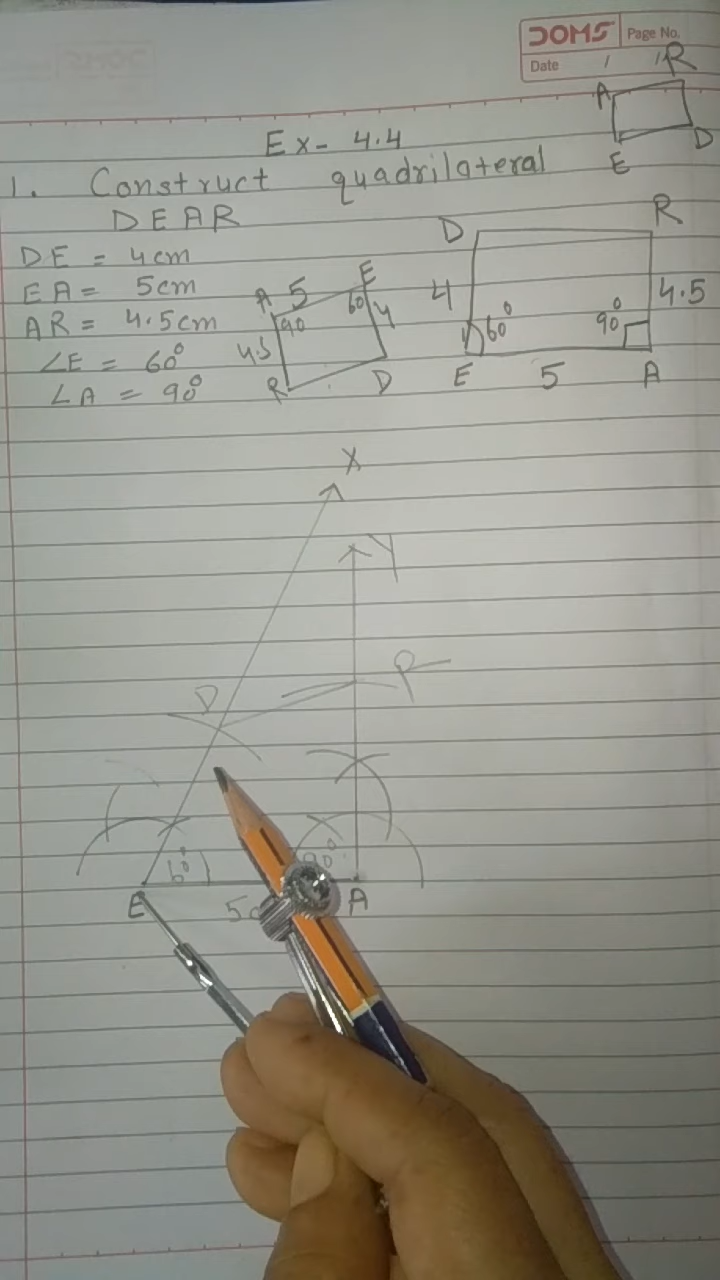 DOMS Page No.
Date / /
R
A
D
E
Ex- 4.4
1. Construct quadrilateral
DEAR
DE = 4cm
EA = 5cm
AR = 4.5cm
∠E = 60°
∠A = 90°
A 5 E
90 60 4
4.5
R D
D R
4 4.5
60° 90°
E 5 A
X
Y
D R
60° 90°
E 5c A